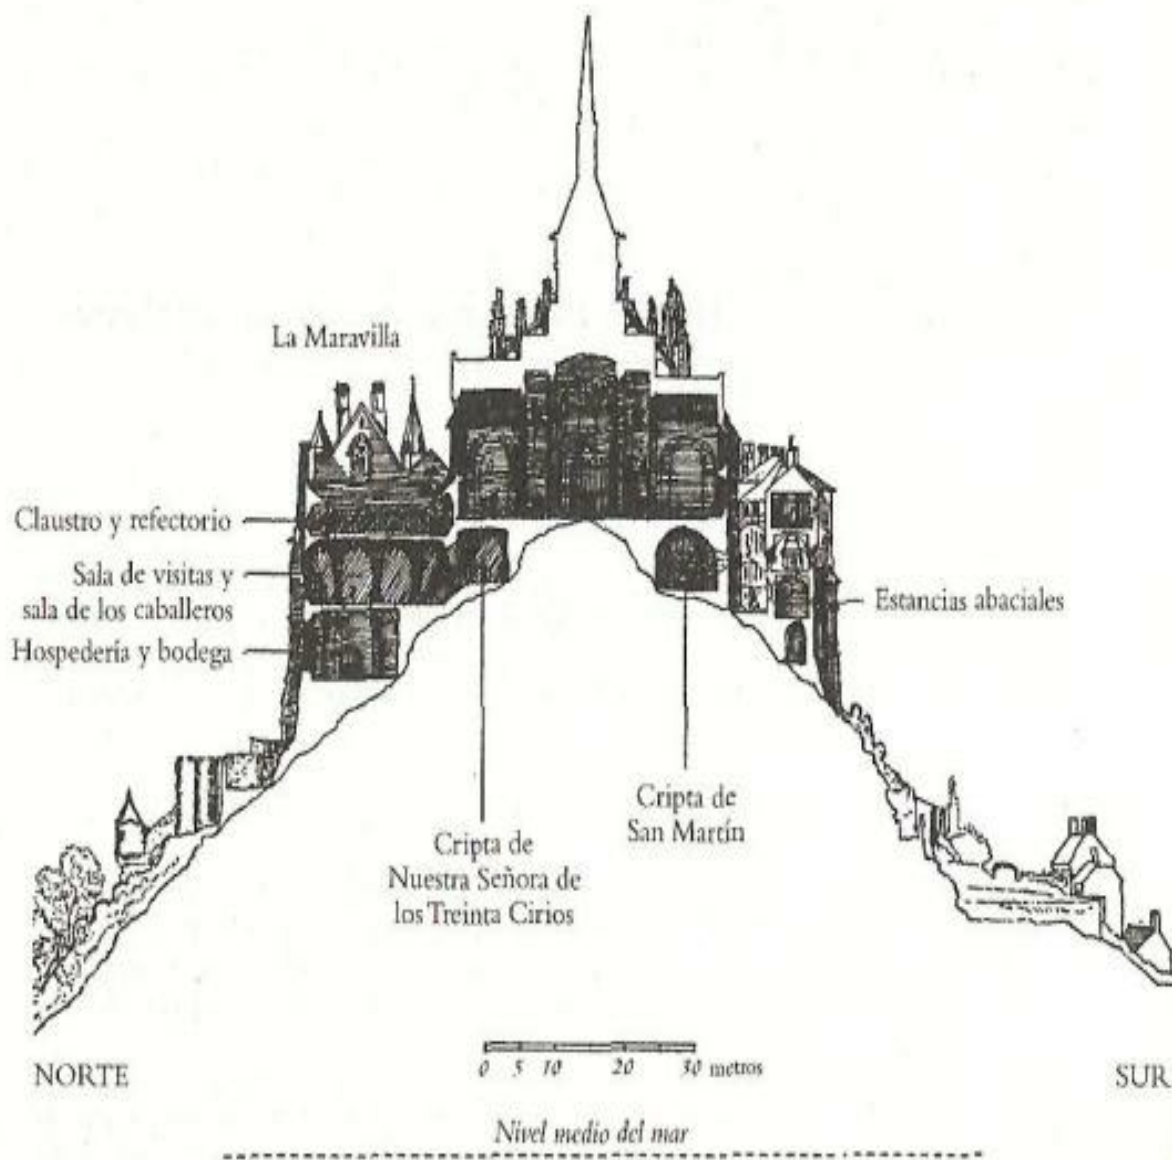 La Maravilla
Claustro y refectorio
Sala de visitas y
sala de los caballeros
Hospedería y bodega
Estancias abaciales
Cripta de
San Martín
Cripta de
Nuestra Señora de
los Treinta Cirios
0 5 10 20 30 metros
NORTE
SUR
Nivel medio del mar